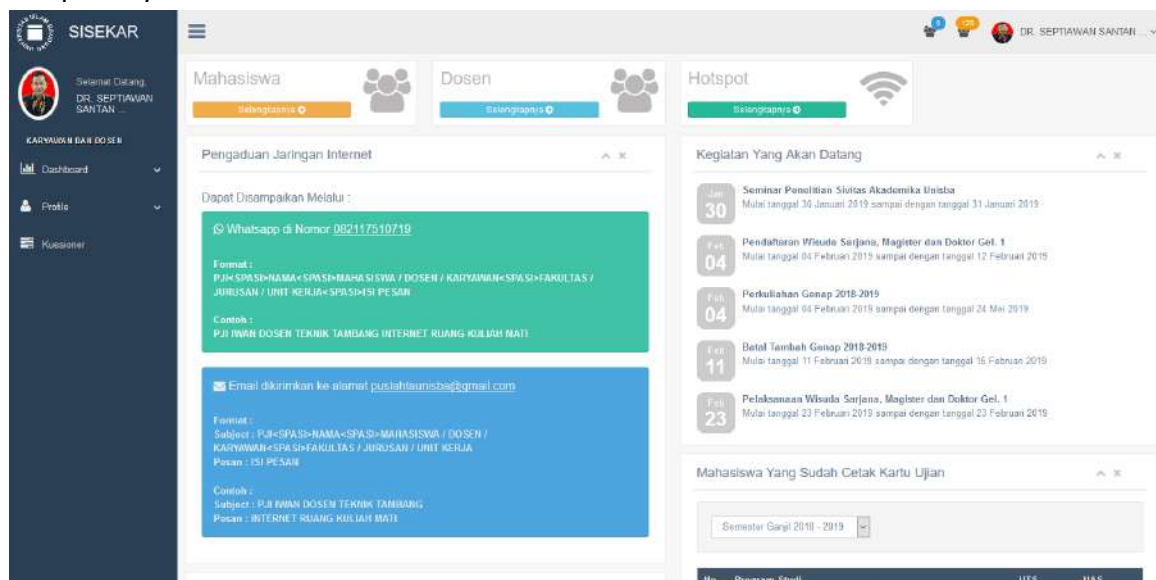 SISEKAR
DR. SEPTIAWAN SANTAN ...
Selamat Datang,
DR. SEPTIAWAN
SANTAN ...
KARYAWAN DAN DOSEN
Dashboard
Profile
Kuesioner
Mahasiswa
Selengkapnya
Dosen
Selengkapnya
Hotspot
Selengkapnya
Pengaduan Jaringan Internet
Dapat Disampaikan Melalui :
Whatsapp di Nomor 082117510719
Format :
PJI<SPASI>NAMA<SPASI>MAHASISWA / DOSEN / KARYAWAN<SPASI>FAKULTAS /
JURUSAN / UNIT KERJA<SPASI>ISI PESAN
Contoh :
PJI IWAN DOSEN TEKNIK TAMBANG INTERNET RUANG KULIAH MATI
Email dikirimkan ke alamat puslahtaunisba@gmail.com
Format :
Subject : PJI<SPASI>NAMA<SPASI>MAHASISWA / DOSEN /
KARYAWAN<SPASI>FAKULTAS / JURUSAN / UNIT KERJA
Pesan : ISI PESAN
Contoh :
Subject : PJI IWAN DOSEN TEKNIK TAMBANG
Pesan : INTERNET RUANG KULIAH MATI
Kegiatan Yang Akan Datang
Jan
30
Seminar Penelitian Sivitas Akademika Unisba
Mulai tanggal 30 Januari 2019 sampai dengan tanggal 31 Januari 2019
Feb
04
Pendaftaran Wisuda Sarjana, Magister dan Doktor Gel. 1
Mulai tanggal 04 Februari 2019 sampai dengan tanggal 12 Februari 2019
Feb
04
Perkuliahan Genap 2018-2019
Mulai tanggal 04 Februari 2019 sampai dengan tanggal 24 Mei 2019
Feb
11
Batal Tambah Genap 2018-2019
Mulai tanggal 11 Februari 2019 sampai dengan tanggal 16 Februari 2019
Feb
23
Pelaksanaan Wisuda Sarjana, Magister dan Doktor Gel. 1
Mulai tanggal 23 Februari 2019 sampai dengan tanggal 23 Februari 2019
Mahasiswa Yang Sudah Cetak Kartu Ujian
Semester Ganjil 2018 - 2019
No Program Studi UTS UAS